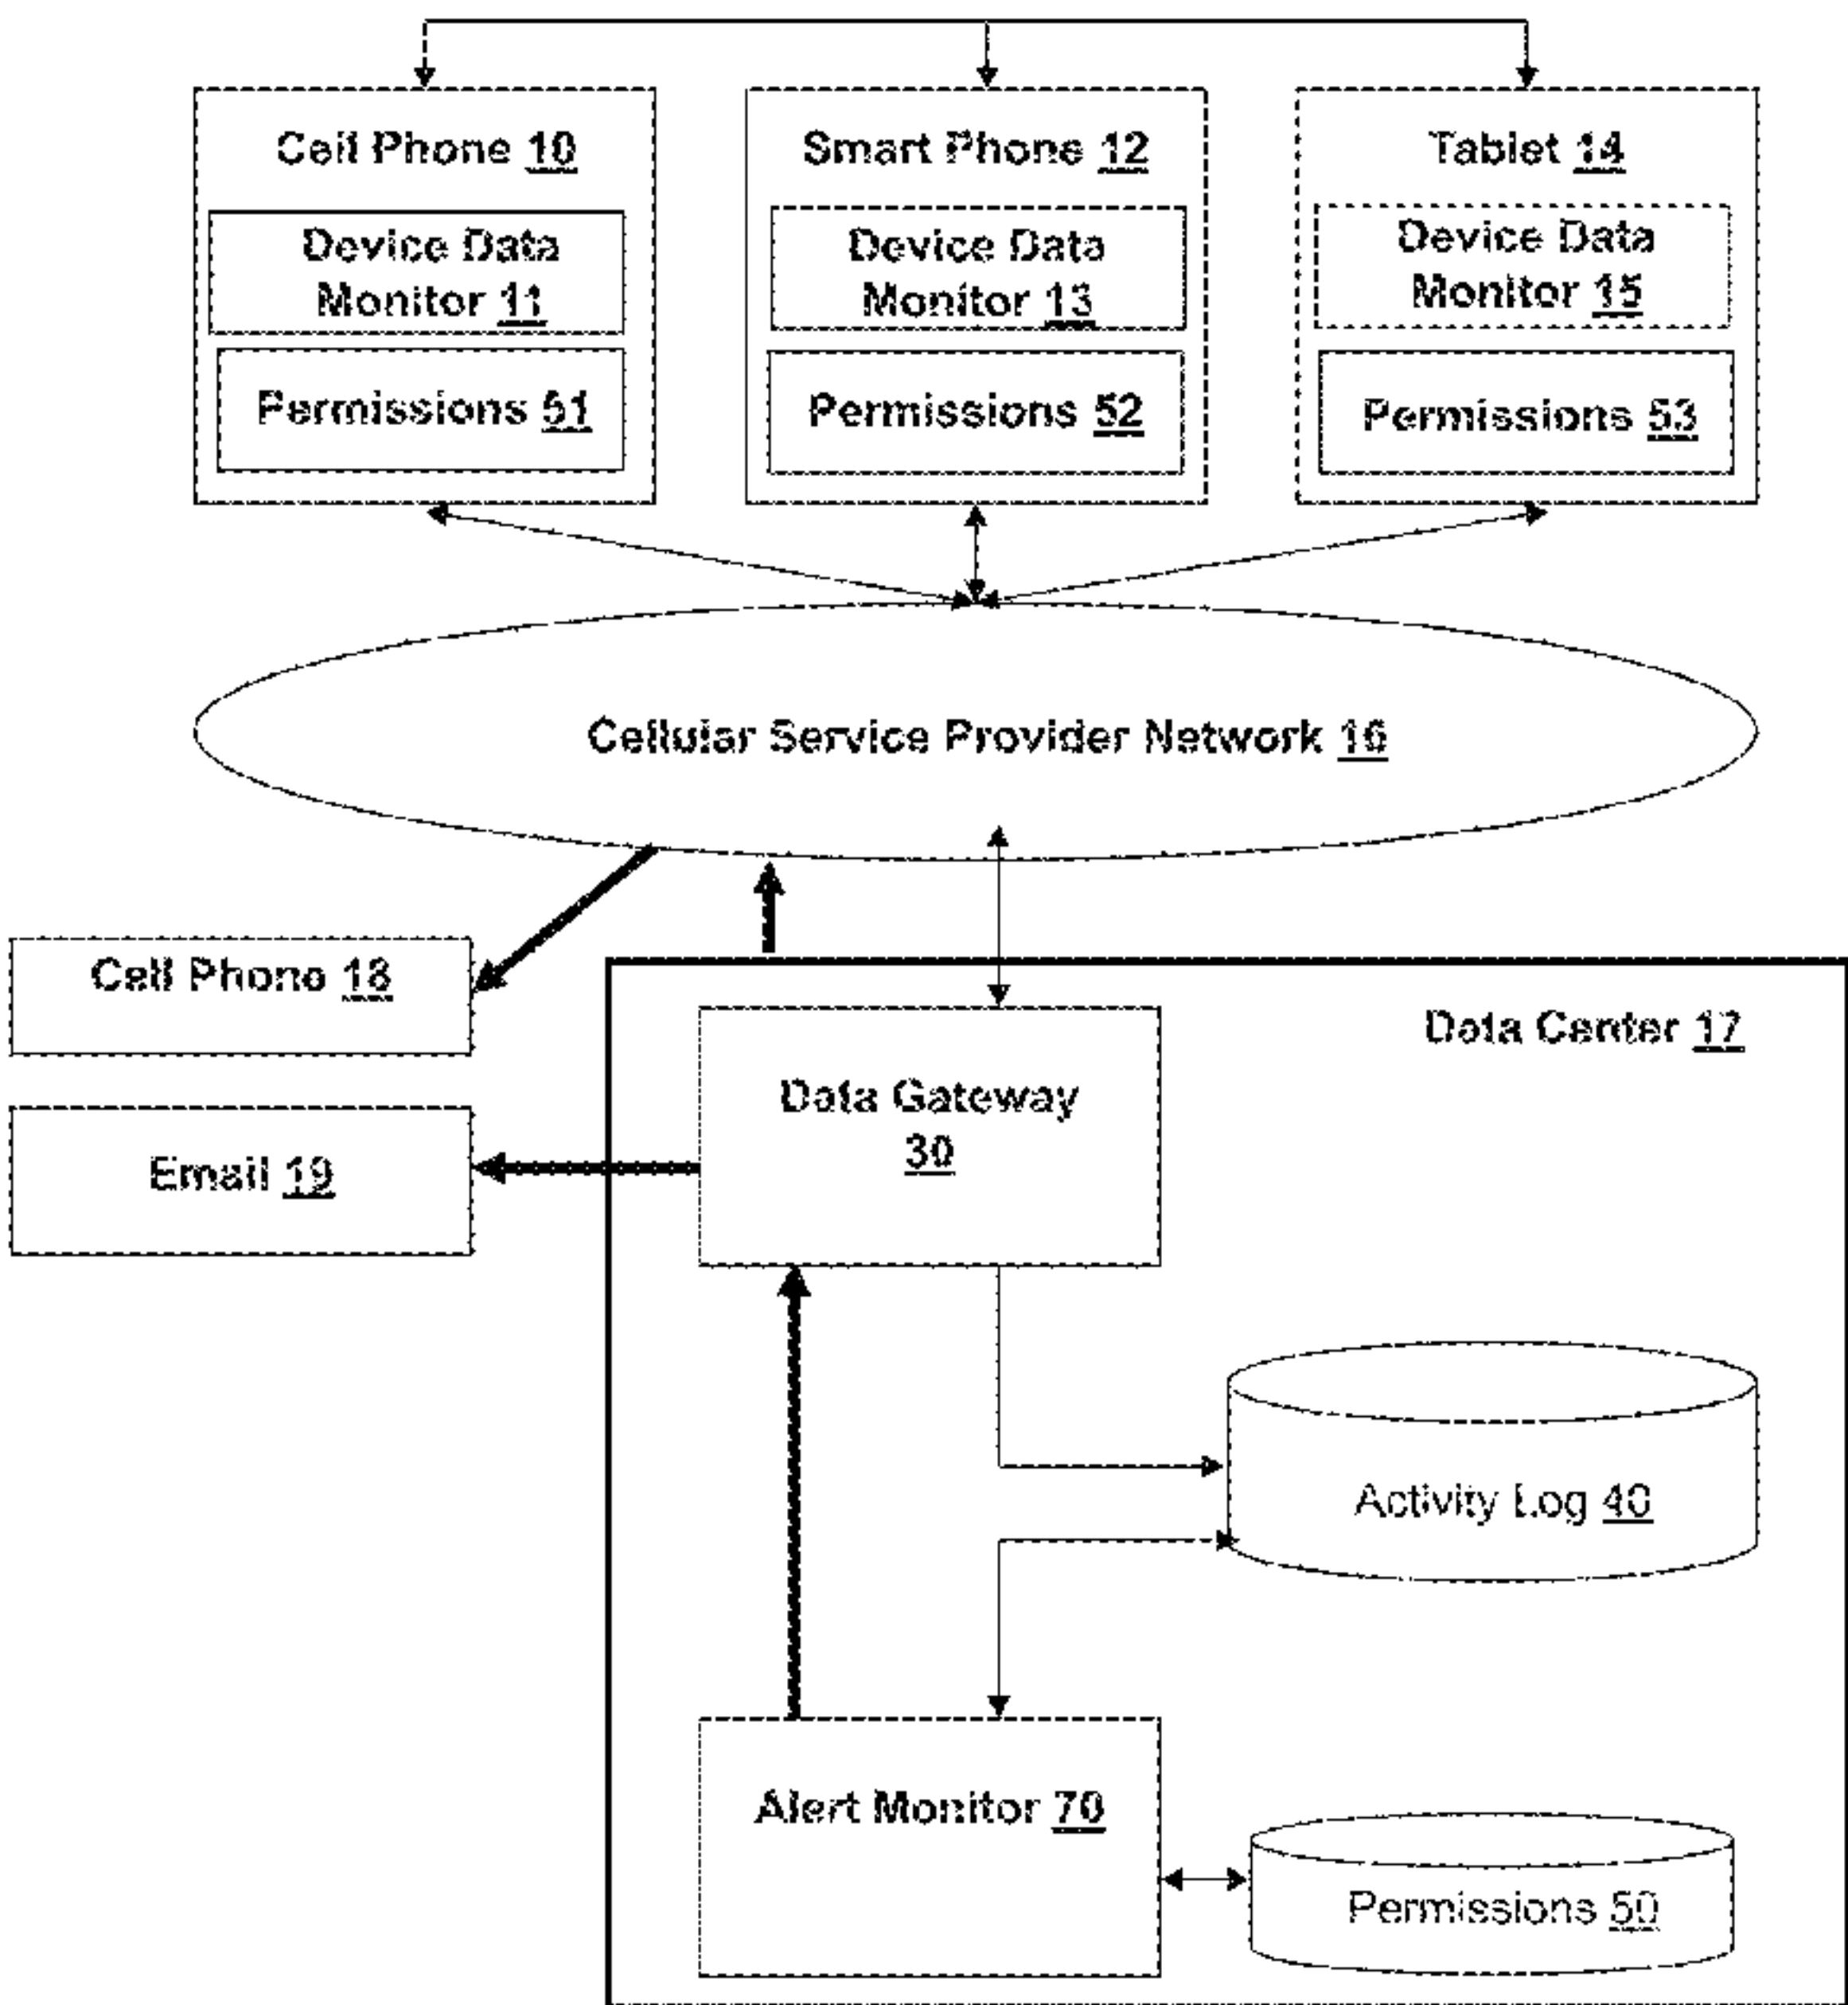 Cell Phone 10
Device Data
Monitor 11
Permissions 51
Smart Phone 12
Device Data
Monitor 13
Permissions 52
Tablet 14
Device Data
Monitor 15
Permissions 53
Cellular Service Provider Network 16
Cell Phone 18
Email 19
Data Center 17
Data Gateway
30
Activity Log 40
Alert Monitor 70
Permissions 50